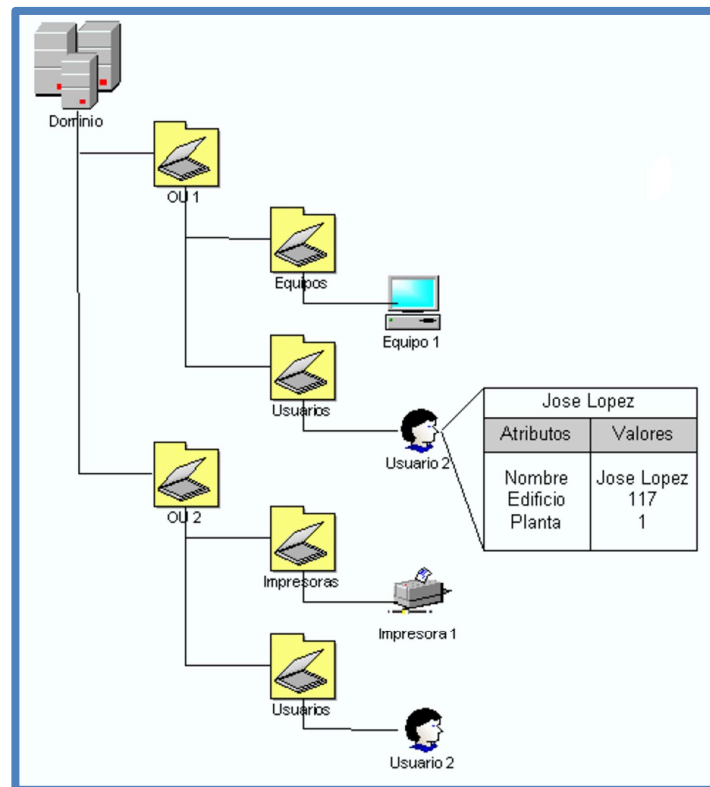 Dominio
OU 1
Equipos
Equipo 1
Usuarios
Usuario 2
Jose Lopez
Atributos Valores
Nombre Jose Lopez
Edificio 117
Planta 1
OU 2
Impresoras
Impresora 1
Usuarios
Usuario 2